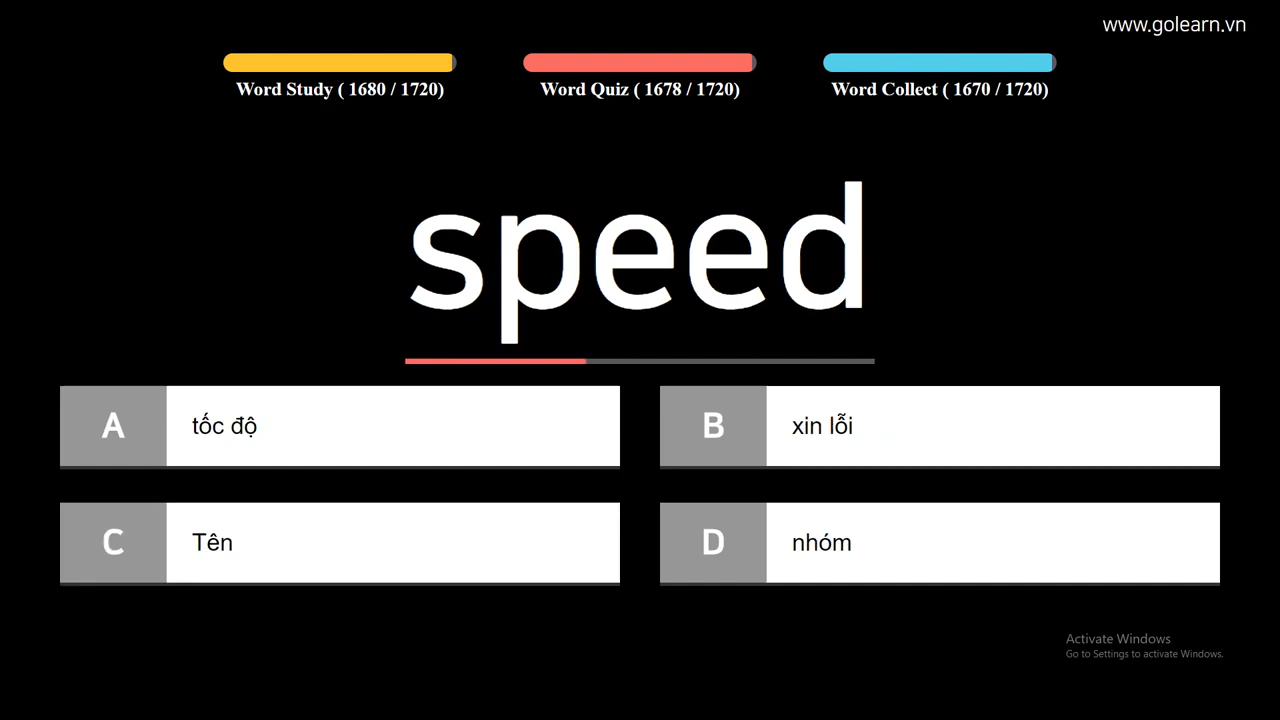 www.golearn.vn
Word Study ( 1680 / 1720)
Word Quiz ( 1678 / 1720)
Word Collect ( 1670 / 1720)
speed
A tốc độ
B xin lỗi
C Tên
D nhóm
Activate Windows
Go to Settings to activate Windows.